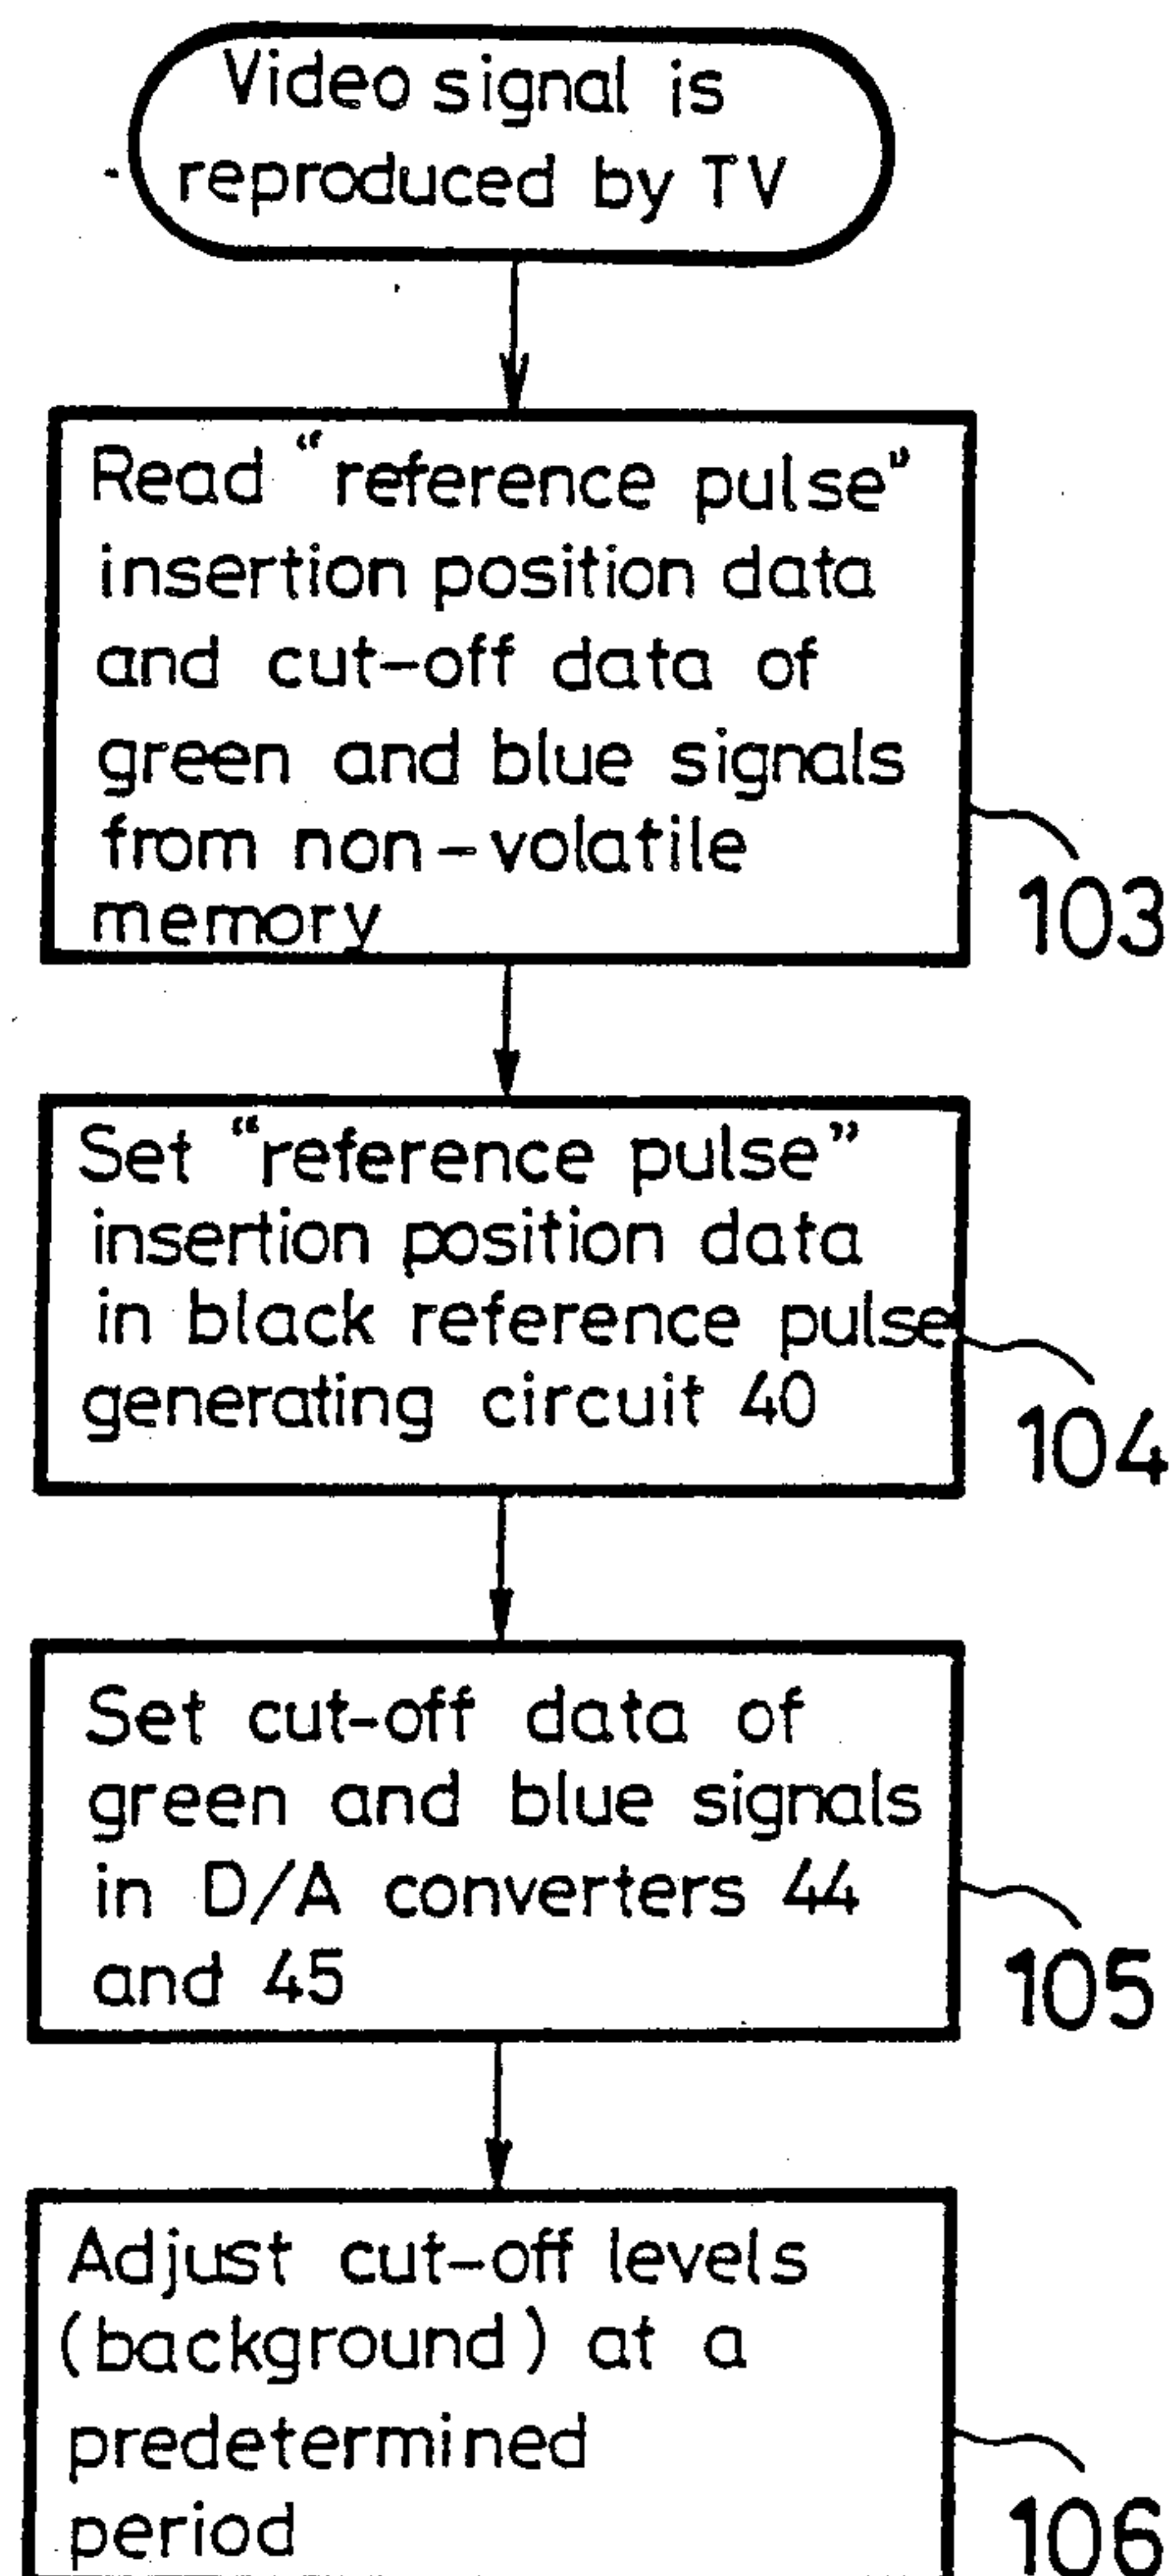 Video signal is
reproduced by TV
Read "reference pulse"
insertion position data
and cut-off data of
green and blue signals
from non-volatile
memory
103
Set "reference pulse"
insertion position data
in black reference pulse
generating circuit 40
104
Set cut-off data of
green and blue signals
in D/A converters 44
and 45
105
Adjust cut-off levels
(background) at a
predetermined
period
106